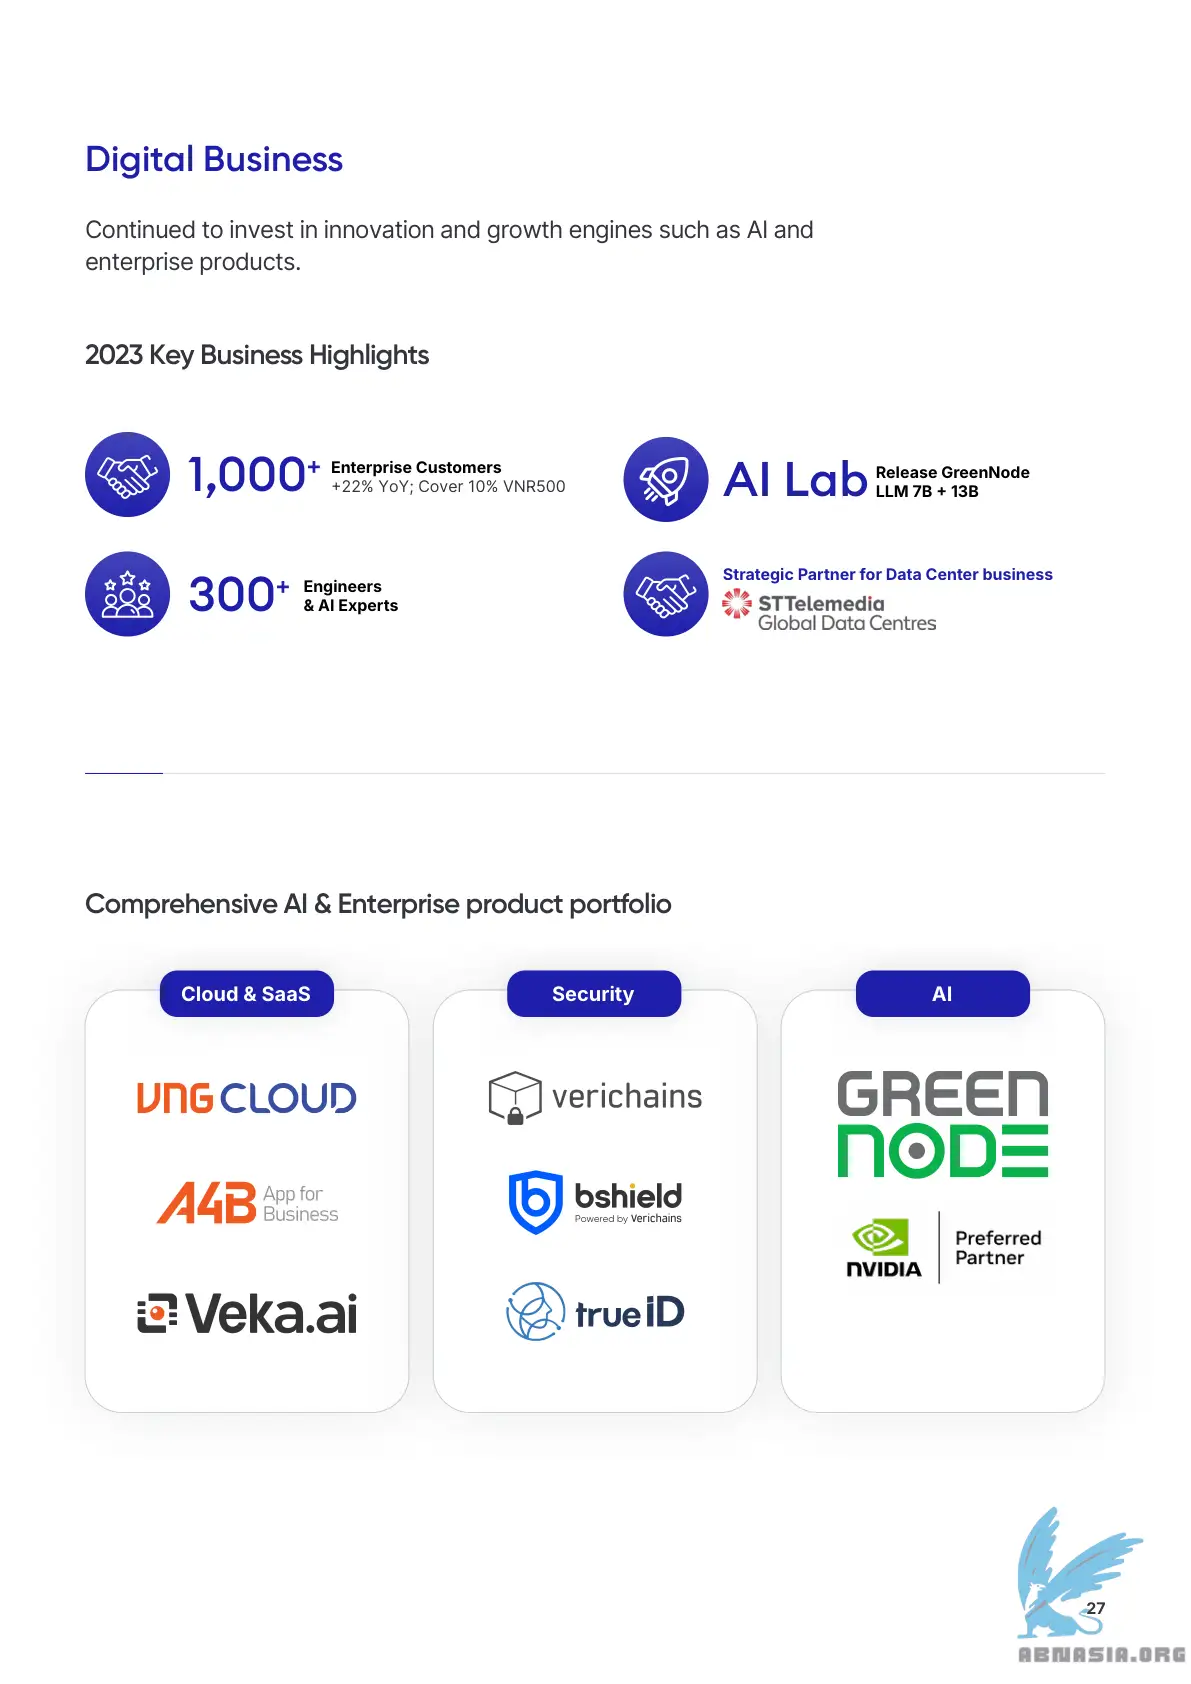 Digital Business
Continued to invest in innovation and growth engines such as AI and
enterprise products.
2023 Key Business Highlights
1,000+ Enterprise Customers
+22% YoY; Cover 10% VNR500
AI Lab Release GreenNode
LLM 7B + 13B
300+ Engineers
& AI Experts
Strategic Partner for Data Center business
STTelemedia
Global Data Centres
Comprehensive AI & Enterprise product portfolio
Cloud & SaaS
VNG CLOUD
A4B App for
Business
Veka.ai
Security
verichains
bshield
Powered by Verichains
trueID
AI
GREEN
NODE
NVIDIA
Preferred
Partner
27
ABNASIA.ORG